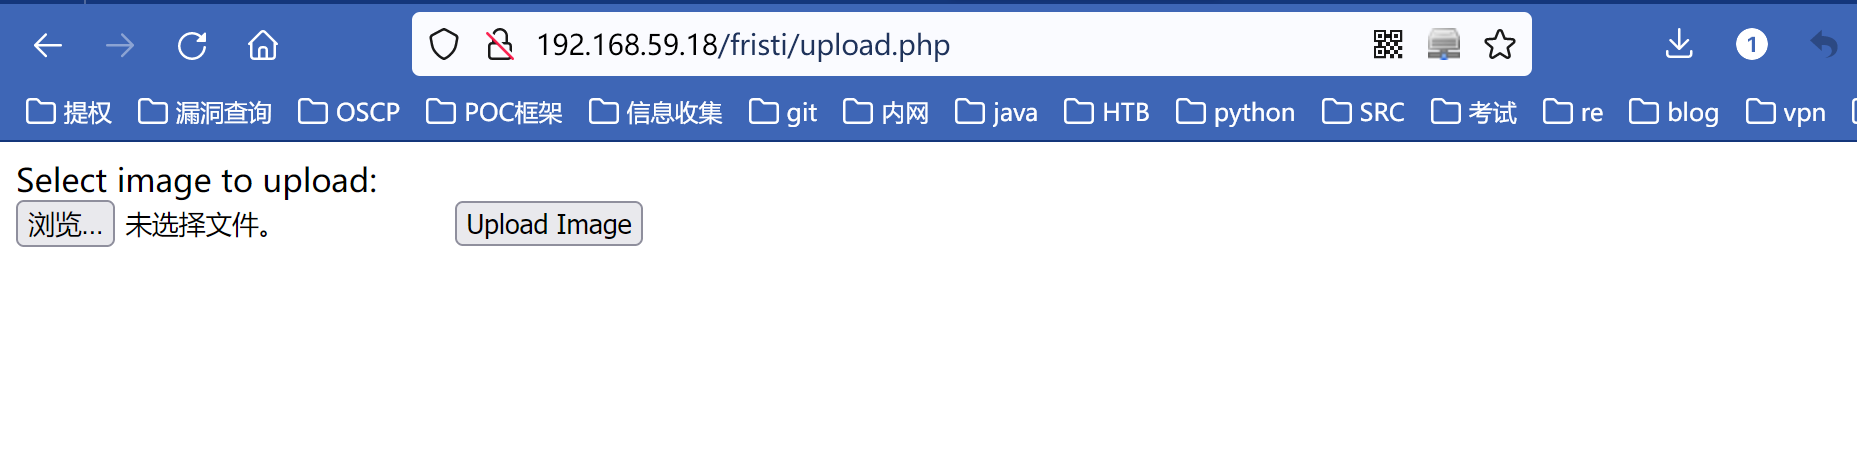 192.168.59.18/fristi/upload.php
1
提权 漏洞查询 OSCP POC框架 信息收集 git 内网 java HTB python SRC 考试 re blog vpn
Select image to upload:
浏览... 未选择文件。 Upload Image